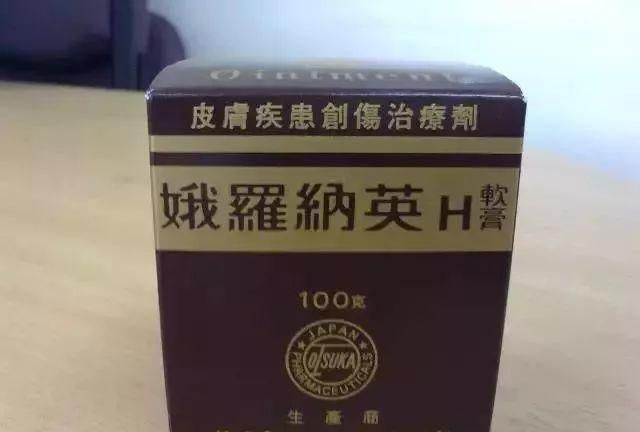 Ointment
皮膚疾患創傷治療劑
娥羅納英H軟膏
100克
JAPAN
OTSUKA
PHARMACEUTICALS
生產商